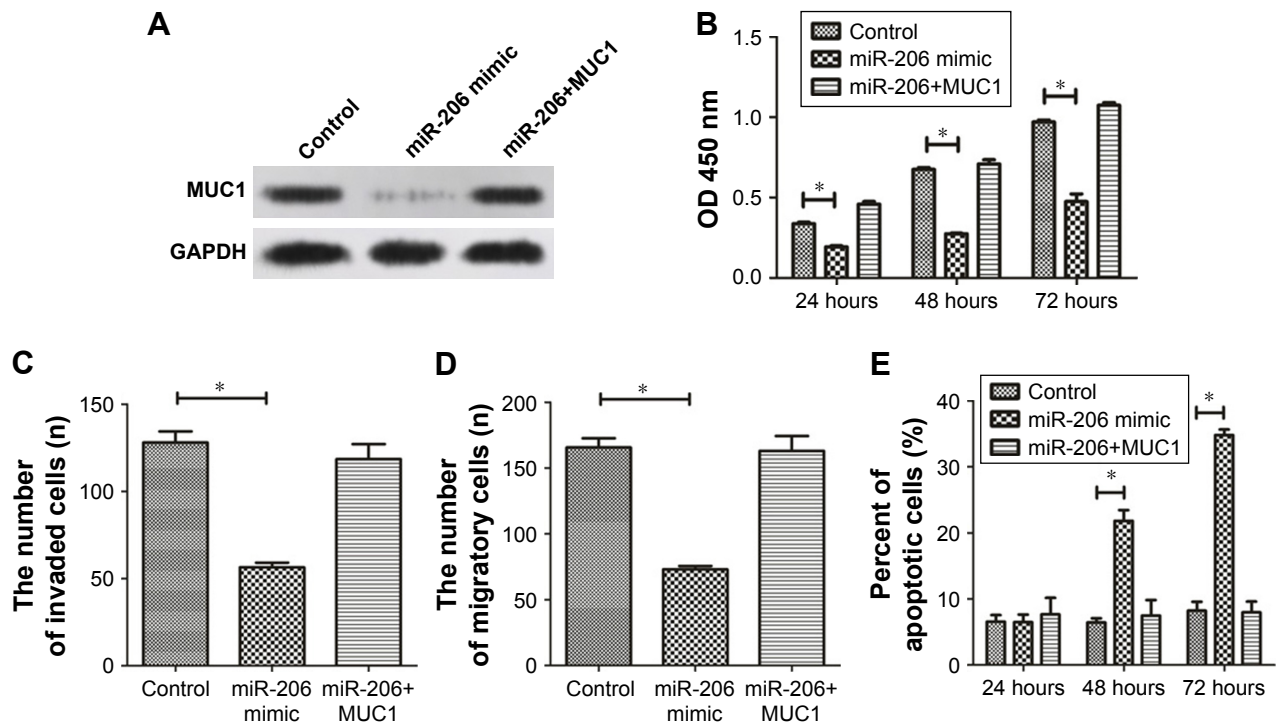 A
Control
miR-206 mimic
miR-206+MUC1
MUC1
GAPDH
B
Control
miR-206 mimic
miR-206+MUC1
OD 450 nm
1.5
1.0
0.5
0.0
*
*
*
24 hours
48 hours
72 hours
C
The number
of invaded cells (n)
150
100
50
0
*
Control
miR-206
mimic
miR-206+
MUC1
D
The number
of migratory cells (n)
200
150
100
50
0
*
Control
miR-206
mimic
miR-206+
MUC1
E
Control
miR-206 mimic
miR-206+MUC1
Percent of
apoptotic cells (%)
40
30
20
10
0
*
*
24 hours
48 hours
72 hours